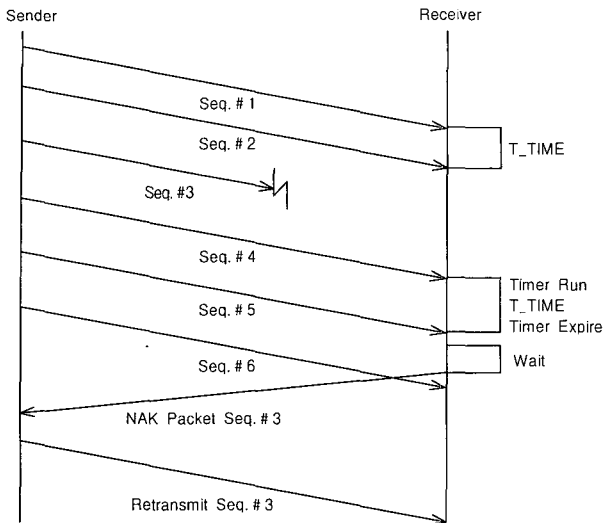 Sender
Receiver
Seq. # 1
Seq. # 2
T_TIME
Seq. #3
Seq. # 4
Timer Run
T_TIME
Timer Expire
Seq. # 5
Wait
Seq. # 6
NAK Packet Seq. # 3
Retransmit Seq. # 3